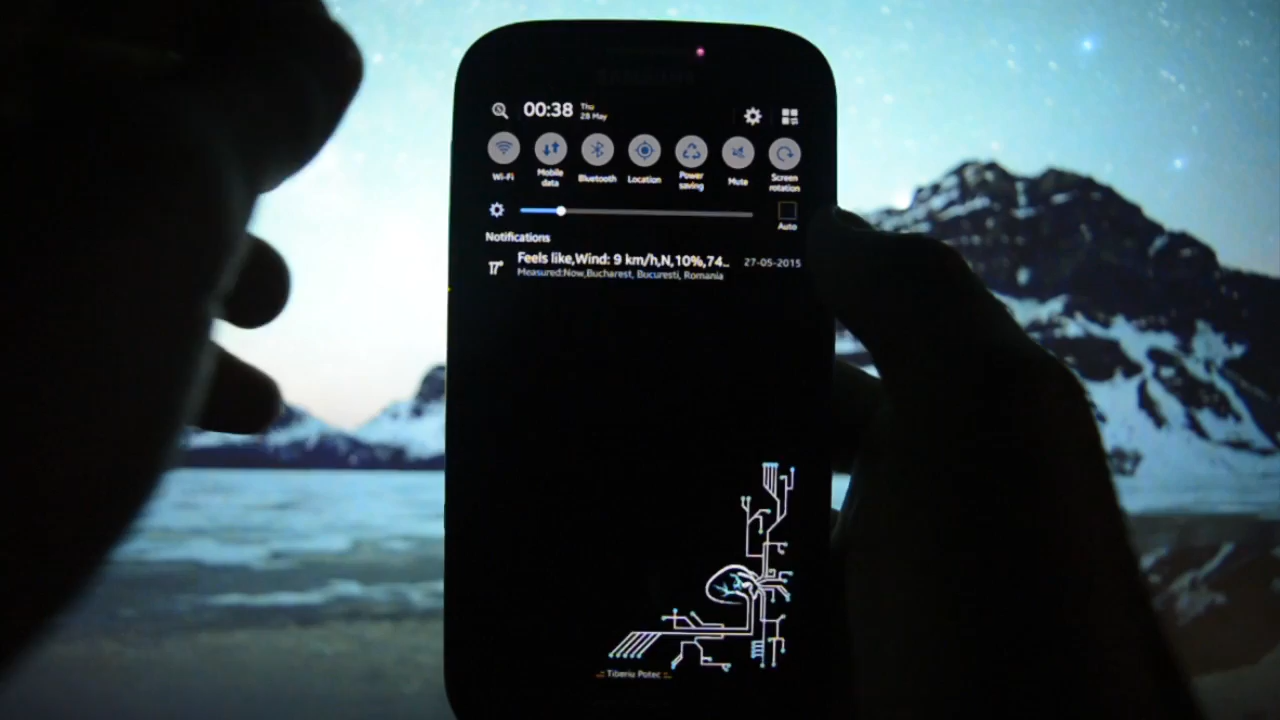 00:38
Thu
28 May
Wi-Fi
Mobile
data
Bluetooth
Location
Power
saving
Mute
Screen
rotation
Auto
Notifications
17°
Feels like,Wind: 9 km/h,N,10%,74..
27-05-2015
Measured:Now,Bucharest, Bucuresti, Romania
-: Tiberiu Potec :-